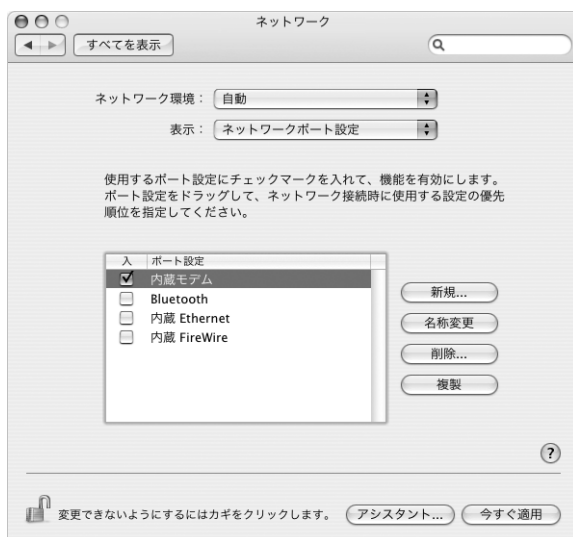 ネットワーク
すべてを表示
ネットワーク環境： 自動
表示： ネットワークポート設定
使用するポート設定にチェックマークを入れて、機能を有効にします。
ポート設定をドラッグして、ネットワーク接続時に使用する設定の優先
順位を指定してください。
入 ポート設定
内蔵モデム
Bluetooth
内蔵 Ethernet
内蔵 FireWire
新規...
名称変更
削除...
複製
?
変更できないようにするにはカギをクリックします。 アシスタント... 今すぐ適用